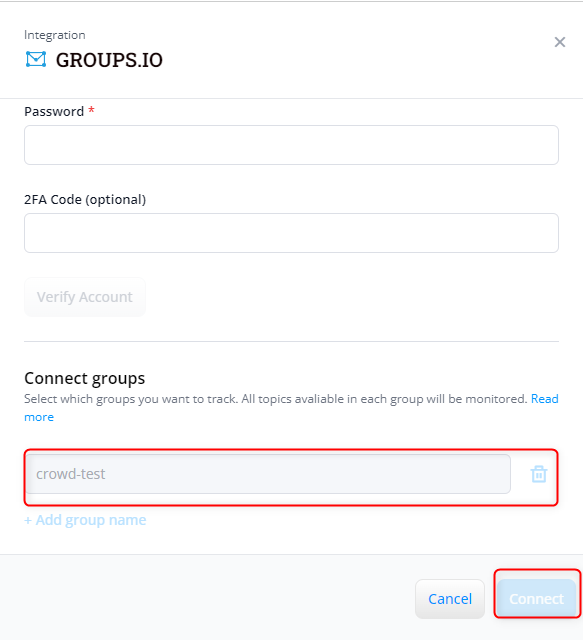 Integration
GROUPS.IO
Password *
2FA Code (optional)
Verify Account
Connect groups
Select which groups you want to track. All topics avaliable in each group will be monitored. Read
more
crowd-test
+ Add group name
Cancel
Connect